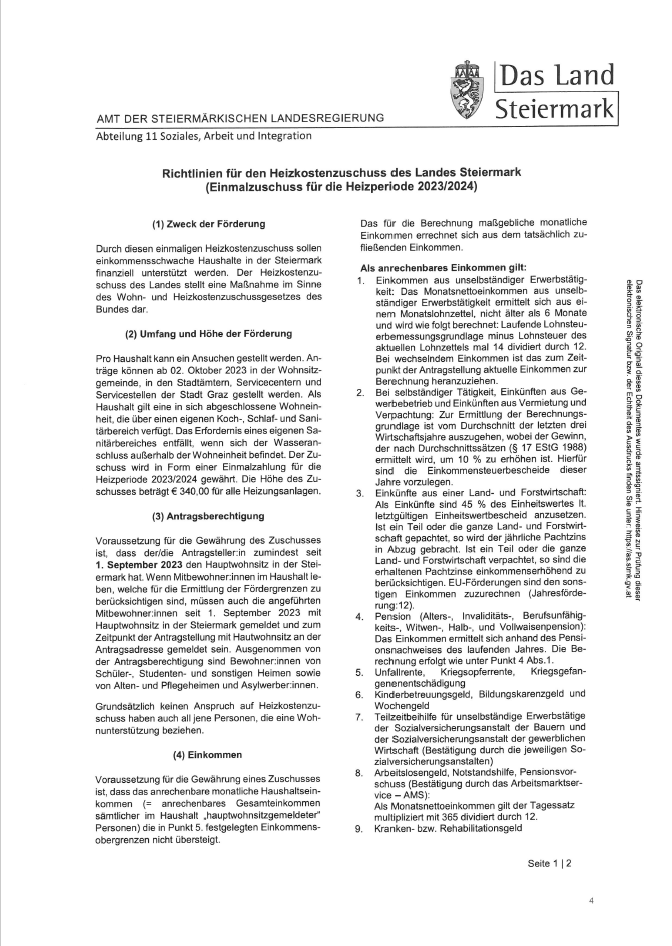 Das Land
Steiermark
AMT DER STEIERMÄRKISCHEN LANDESREGIERUNG
Abteilung 11 Soziales, Arbeit und Integration
Richtlinien für den Heizkostenzuschuss des Landes Steiermark
(Einmalzuschuss für die Heizperiode 2023/2024)
(1) Zweck der Förderung
Durch diesen einmaligen Heizkostenzuschuss sollen
einkommensschwache Haushalte in der Steiermark
finanziell unterstützt werden. Der Heizkostenzu-
schuss des Landes stellt eine Maßnahme im Sinne
des Wohn- und Heizkostenzuschussgesetzes des
Bundes dar.
(2) Umfang und Höhe der Förderung
Pro Haushalt kann ein Ansuchen gestellt werden. An-
träge können ab 02. Oktober 2023 in der Wohnsitz-
gemeinde, in den Stadtämtern, Servicecentern und
Servicestellen der Stadt Graz gestellt werden. Als
Haushalt gilt eine in sich abgeschlossene Wohnein-
heit, die über einen eigenen Koch-, Schlaf- und Sani-
tärbereich verfügt. Das Erfordernis eines eigenen Sa-
nitärbereiches entfällt, wenn sich der Wasseran-
schluss außerhalb der Wohneinheit befindet. Der Zu-
schuss wird in Form einer Einmalzahlung für die
Heizperiode 2023/2024 gewährt. Die Höhe des Zu-
schusses beträgt € 340,00 für alle Heizungsanlagen.
(3) Antragsberechtigung
Voraussetzung für die Gewährung des Zuschusses
ist, dass der/die Antragsteller:in zumindest seit
1. September 2023 den Hauptwohnsitz in der Stei-
ermark hat. Wenn Mitbewohner:innen im Haushalt le-
ben, welche für die Ermittlung der Fördergrenzen zu
berücksichtigen sind, müssen auch die angeführten
Mitbewohner:innen seit 1. September 2023 mit
Hauptwohnsitz in der Steiermark gemeldet und zum
Zeitpunkt der Antragstellung mit Hautwohnsitz an der
Antragsadresse gemeldet sein. Ausgenommen von
der Antragsberechtigung sind Bewohner:innen von
Schüler-, Studenten- und sonstigen Heimen sowie
von Alten- und Pflegeheimen und Asylwerber:innen.
Grundsätzlich keinen Anspruch auf Heizkostenzu-
schuss haben auch all jene Personen, die eine Woh-
nunterstützung beziehen.
(4) Einkommen
Voraussetzung für die Gewährung eines Zuschusses
ist, dass das anrechenbare monatliche Haushaltsein-
kommen (= anrechenbares Gesamteinkommen
sämtlicher im Haushalt „hauptwohnsitzgemeldeter"
Personen) die in Punkt 5. festgelegten Einkommens-
obergrenzen nicht übersteigt.
Das für die Berechnung maßgebliche monatliche
Einkommen errechnet sich aus dem tatsächlich zu-
fließenden Einkommen.
Als anrechenbares Einkommen gilt:
1. Einkommen aus unselbständiger Erwerbstätig-
keit: Das Monatsnettoeinkommen aus unselb-
ständiger Erwerbstätigkeit ermittelt sich aus ei-
nem Monatslohnzettel, nicht älter als 6 Monate
und wird wie folgt berechnet: Laufende Lohnsteu-
erbemessungsgrundlage minus Lohnsteuer des
aktuellen Lohnzettels mal 14 dividiert durch 12.
Bei wechselndem Einkommen ist das zum Zeit-
punkt der Antragstellung aktuelle Einkommen zur
Berechnung heranzuziehen.
2. Bei selbständiger Tätigkeit, Einkünften aus Ge-
werbebetrieb und Einkünften aus Vermietung und
Verpachtung: Zur Ermittlung der Berechnungs-
grundlage ist vom Durchschnitt der letzten drei
Wirtschaftsjahre auszugehen, wobei der Gewinn,
der nach Durchschnittssätzen (§ 17 EStG 1988)
ermittelt wird, um 10 % zu erhöhen ist. Hierfür
sind die Einkommensteuerbescheide dieser
Jahre vorzulegen.
3. Einkünfte aus einer Land- und Forstwirtschaft:
Als Einkünfte sind 45 % des Einheitswertes lt.
letztgültigen Einheitswertbescheid anzusetzen.
Ist ein Teil oder die ganze Land- und Forstwirt-
schaft gepachtet, so wird der jährliche Pachtzins
in Abzug gebracht. Ist ein Teil oder die ganze
Land- und Forstwirtschaft verpachtet, so sind die
erhaltenen Pachtzinse einkommenserhöhend zu
berücksichtigen. EU-Förderungen sind den sons-
tigen Einkommen zuzurechnen (Jahresförde-
rung:12).
4. Pension (Alters-, Invaliditäts-, Berufsunfähig-
keits-, Witwen-, Halb-, und Vollwaisenpension):
Das Einkommen ermittelt sich anhand des Pensi-
onsnachweises des laufenden Jahres. Die Be-
rechnung erfolgt wie unter Punkt 4 Abs.1.
5. Unfallrente, Kriegsopferrente, Kriegsgefan-
genenentschädigung
6. Kinderbetreuungsgeld, Bildungskarenzgeld und
Wochengeld
7. Teilzeitbeihilfe für unselbständige Erwerbstätige
der Sozialversicherungsanstalt der Bauern und
der Sozialversicherungsanstalt der gewerblichen
Wirtschaft (Bestätigung durch die jeweiligen So-
zialversicherungsanstalten)
8. Arbeitslosengeld, Notstandshilfe, Pensionsvor-
schuss (Bestätigung durch das Arbeitsmarktser-
vice – AMS):
Als Monatsnettoeinkommen gilt der Tagessatz
multipliziert mit 365 dividiert durch 12.
9. Kranken- bzw. Rehabilitationsgeld
Seite 1 | 2
4
Das elektronische Original dieses Dokumentes wurde amtssigniert. Hinweise zur Prüfung dieser
elektronischen Signatur bzw. der Echtheit des Ausdrucks finden Sie unter: https://as.stmk.gv.at